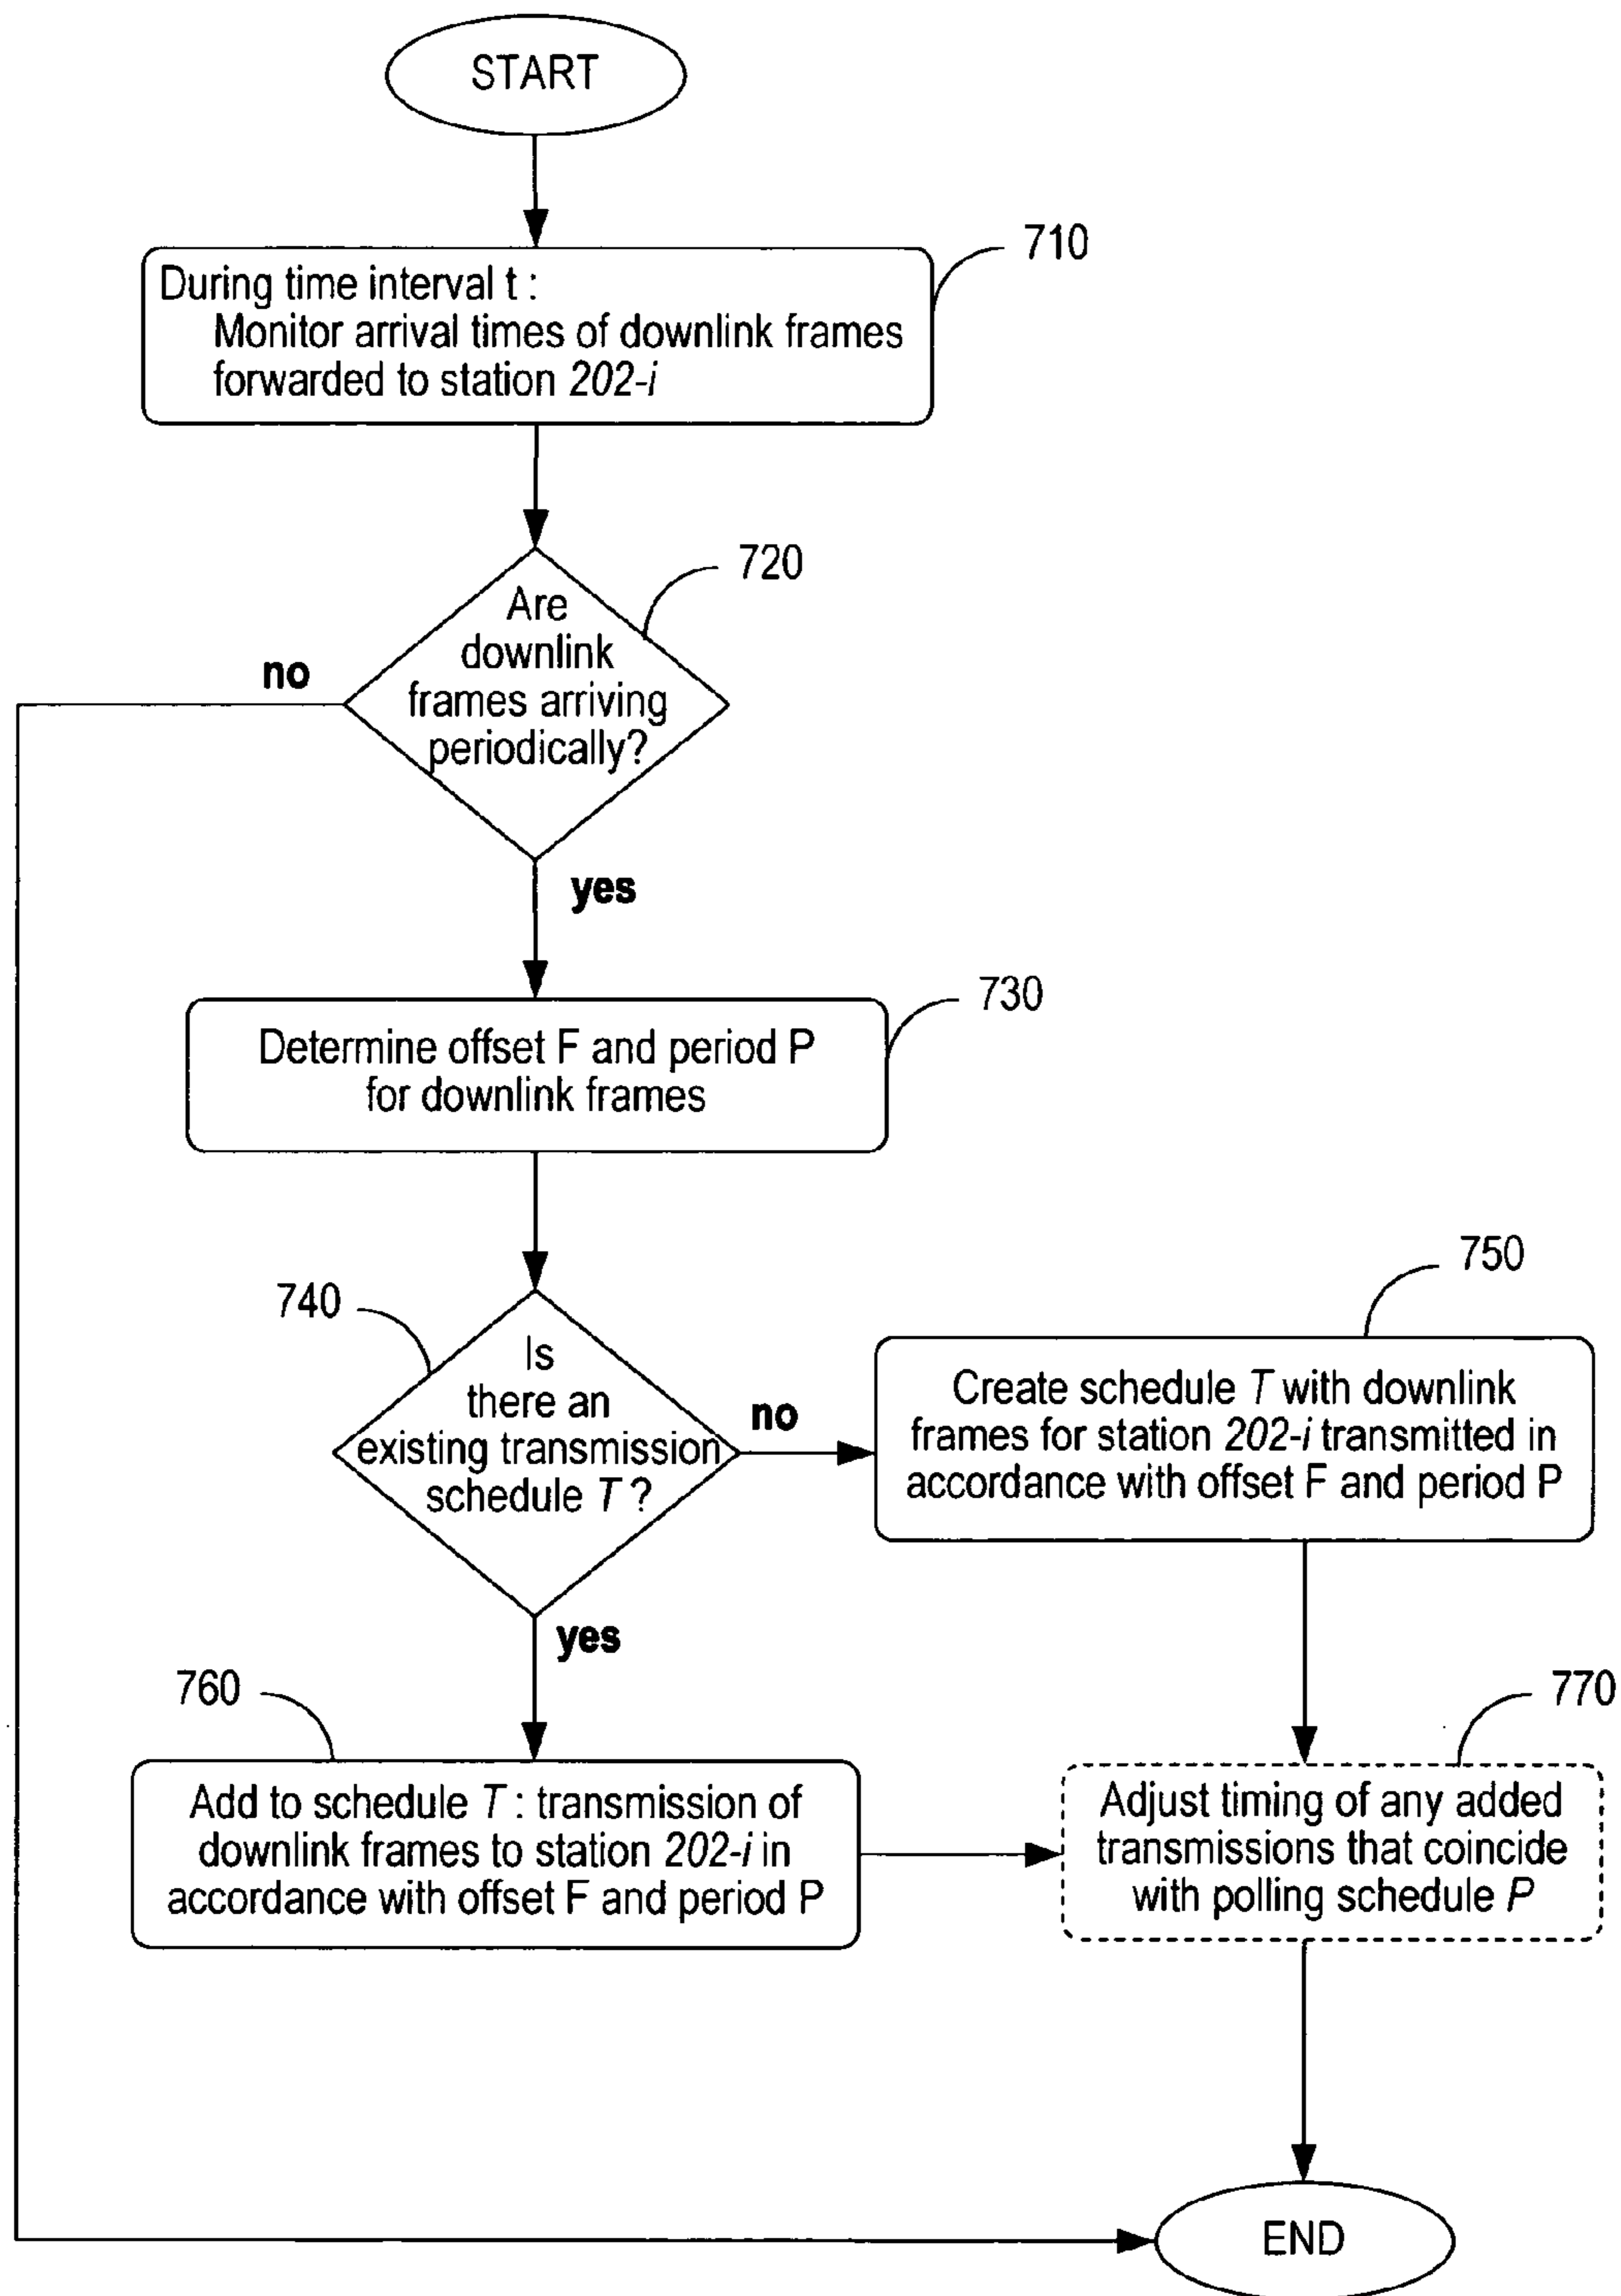 START
710
During time interval t :
Monitor arrival times of downlink frames
forwarded to station 202-i
720
Are
downlink
frames arriving
periodically?
no
yes
730
Determine offset F and period P
for downlink frames
740
Is
there an
existing transmission
schedule T ?
no
750
Create schedule T with downlink
frames for station 202-i transmitted in
accordance with offset F and period P
yes
760
Add to schedule T : transmission of
downlink frames to station 202-i in
accordance with offset F and period P
770
Adjust timing of any added
transmissions that coincide
with polling schedule P
END